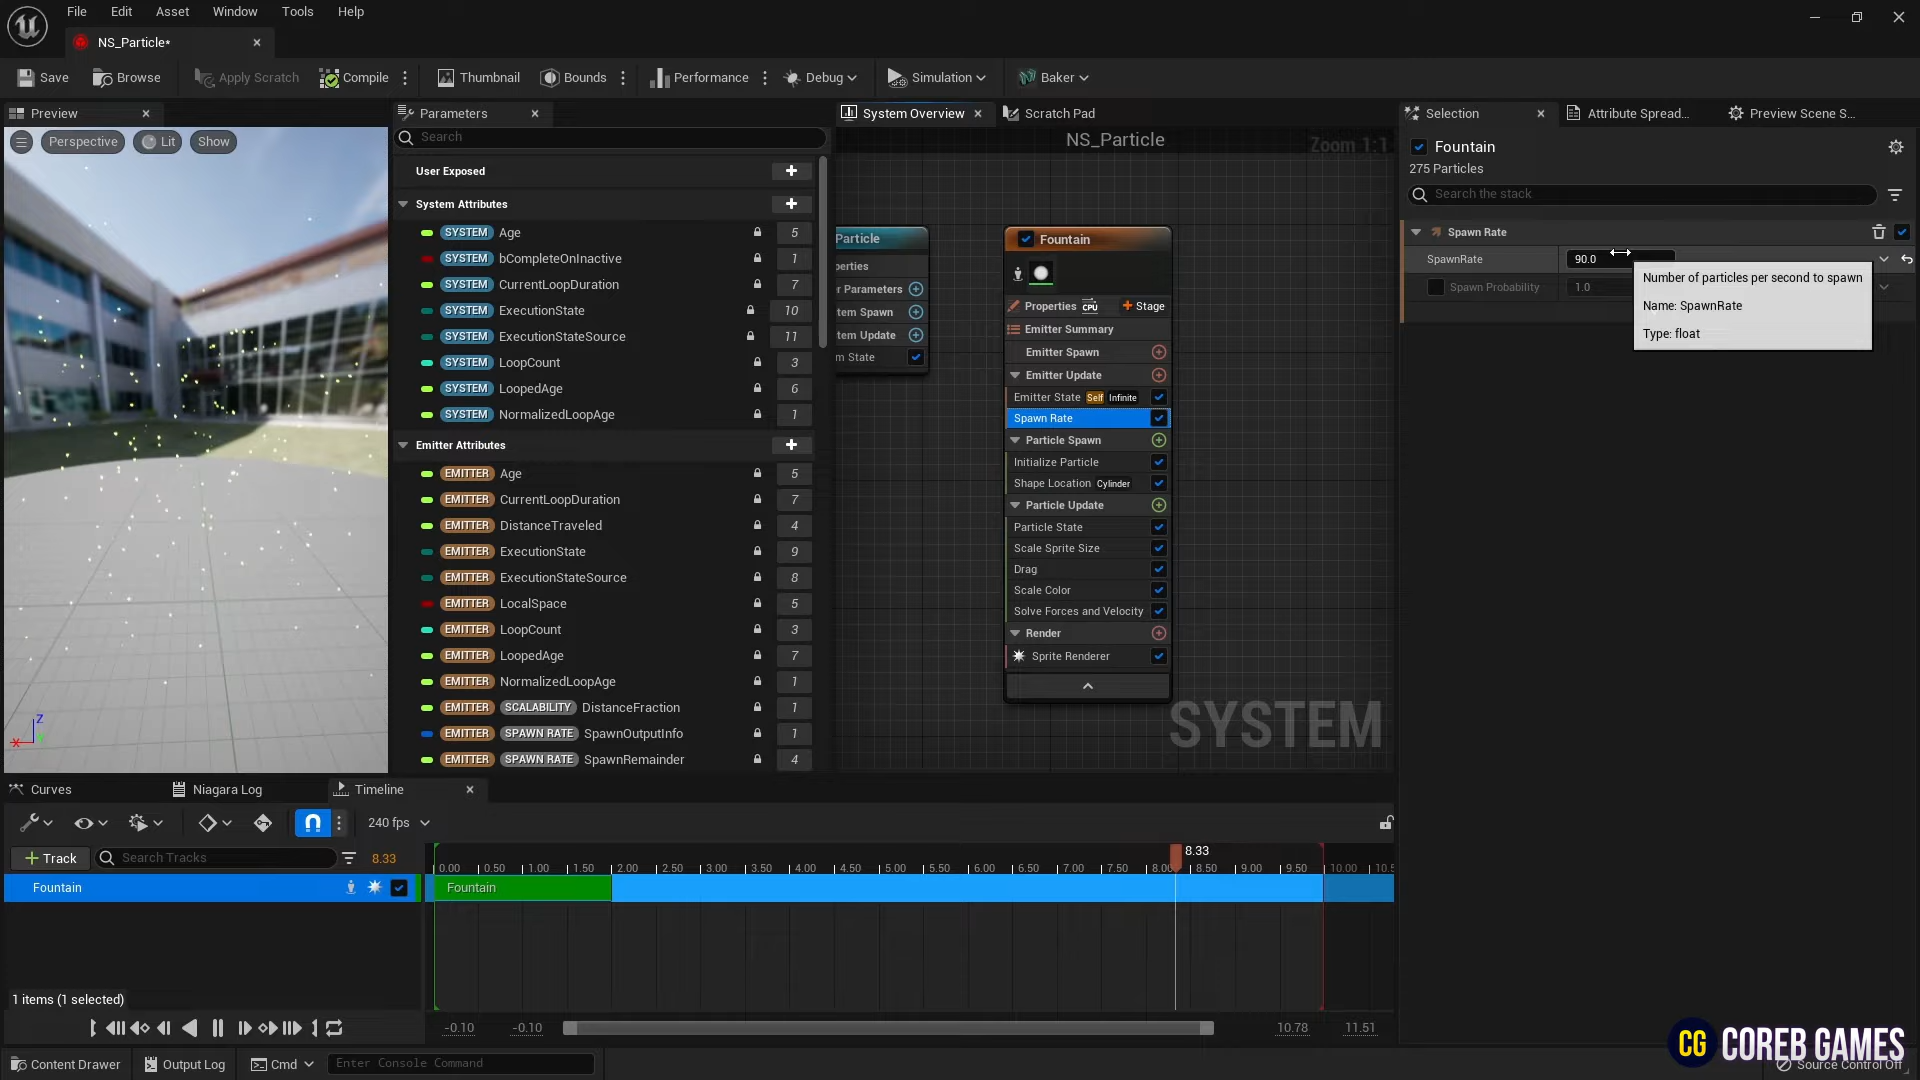 File Edit Asset Window Tools Help
NS_Particle*
Save Browse Apply Scratch Compile Thumbnail Bounds Performance Debug Simulation Baker
Preview
Perspective Lit Show
Z
X
Parameters
Search
User Exposed
System Attributes
SYSTEM Age 5
SYSTEM bCompleteOnInactive 1
SYSTEM CurrentLoopDuration 7
SYSTEM ExecutionState 10
SYSTEM ExecutionStateSource 11
SYSTEM LoopCount 3
SYSTEM LoopedAge 6
SYSTEM NormalizedLoopAge 1
Emitter Attributes
EMITTER Age 5
EMITTER CurrentLoopDuration 7
EMITTER DistanceTraveled 4
EMITTER ExecutionState 9
EMITTER ExecutionStateSource 8
EMITTER LocalSpace 5
EMITTER LoopCount 3
EMITTER LoopedAge 7
EMITTER NormalizedLoopAge 1
EMITTER SCALABILITY DistanceFraction 1
EMITTER SPAWN RATE SpawnOutputInfo 1
EMITTER SPAWN RATE SpawnRemainder 4
System Overview Scratch Pad
NS_Particle Zoom 1:1
Particle
perties
r Parameters
tem Spawn
tem Update
m State
Fountain
Properties CPU Stage
Emitter Summary
Emitter Spawn
Emitter Update
Emitter State Self Infinite
Spawn Rate
Particle Spawn
Initialize Particle
Shape Location Cylinder
Particle Update
Particle State
Scale Sprite Size
Drag
Scale Color
Solve Forces and Velocity
Render
Sprite Renderer
SYSTEM
Selection Attribute Spread... Preview Scene S...
Fountain
275 Particles
Search the stack
Spawn Rate
SpawnRate 90.0
Spawn Probability 1.0
Number of particles per second to spawn
Name: SpawnRate
Type: float
Curves Niagara Log Timeline
240 fps
Track Search Tracks 8.33
8.33
0.00 0.50 1.00 1.50 2.00 2.50 3.00 3.50 4.00 4.50 5.00 5.50 6.00 6.50 7.00 7.50 8.00 8.50 9.00 9.50 10.00 10.5
Fountain Fountain
1 items (1 selected)
-0.10 -0.10 10.78 11.51
Content Drawer Output Log Cmd Enter Console Command
CG COREB GAMES
Source Control Off